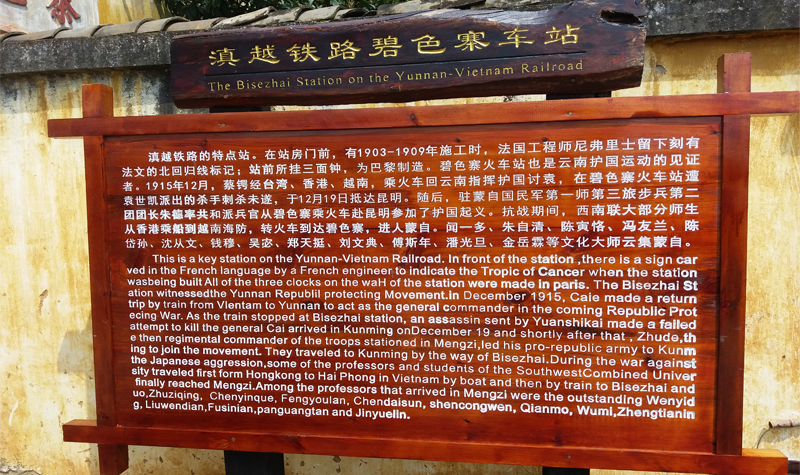 滇越铁路碧色寨车站
The Bisezhai Station on the Yunnan-Vietnam Railroad
滇越铁路的特点站。在站房门前，有1903-1909年施工时，法国工程师尼弗里士留下刻有
法文的北回归线标记；站前所挂三面钟，为巴黎制造。碧色寨火车站也是云南护国运动的见证
者。1915年12月，蔡锷经台湾、香港、越南，乘火车回云南指挥护国讨袁，在碧色寨火车站遭
袁世凯派出的杀手刺杀未遂，于12月19日抵达昆明。随后，驻蒙自国民军第一师第三旅步兵第二
团团长朱德率共和派兵官从碧色寨乘火车赴昆明参加了护国起义。抗战期间，西南联大部分师生
从香港乘船到越南海防，转火车到达碧色寨，进人蒙自。闻一多、朱自清、陈寅恪、冯友兰、陈
岱孙、沈从文、钱穆、吴宓、郑天挺、刘文典、傅斯年、潘光旦、金岳霖等文化大师云集蒙自。
This is a key station on the Yunnan-Vietnam Railroad. In front of the station ,there is a sign car
ved in the French language by a French engineer to indicate the Tropic of Cancer when the station
wasbeing built All of the three clocks on the waH of the station were made in paris. The Bisezhai St
ation witnessedthe Yunnan Republil protecting Movement.in December 1915, Caie made a return
trip by train from Vientam to Yunnan to act as the general commander in the coming Republic Prot
ecing War. As the train stopped at Bisezhai station, an assassin sent by Yuanshikai made a failed
attempt to kill the general Cai arrived in Kunming onDecember 19 and shortly after that , Zhude,th
e then regimental commander of the troops stationed in Mengzi,led his pro-republic army to Kunm
ing to join the movement. They traveled to Kunming by the way of Bisezhai.During the war against
the Japanese aggression,some of the professors and students of the SouthwestCombined Univer
sity traveled first form Hongkong to Hai Phong in Vietnam by boat and then by train to Bisezhai and
finally reached Mengzi.Among the professors that arrived in Mengzi were the outstanding Wenyid
uo,Zhuziqing, Chenyinque, Fengyoulan, Chendaisun, shencongwen, Qianmo, Wumi,Zhengtianin
g, Liuwendian,Fusinian,panguangtan and Jinyuelin.